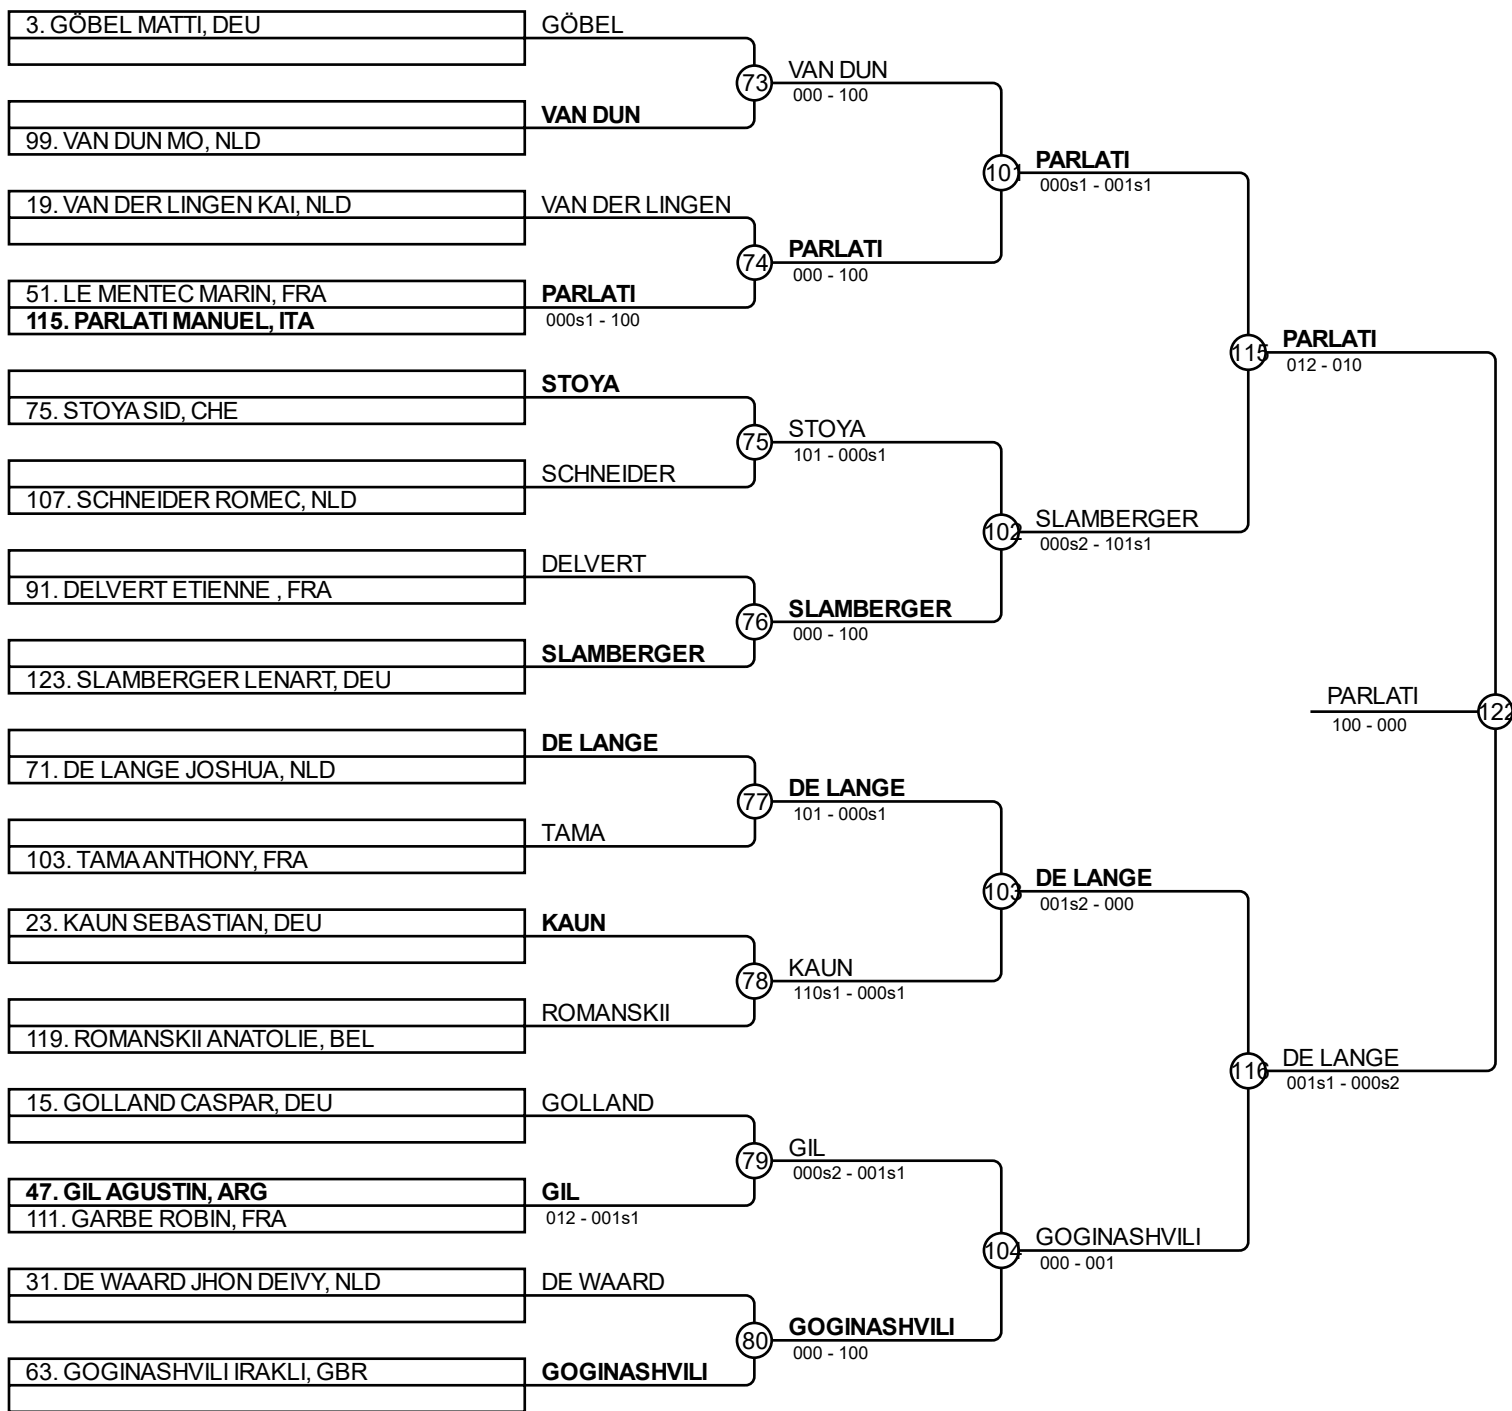 3. GÖBEL MATTI, DEU
GÖBEL
73
VAN DUN
000 - 100
VAN DUN
99. VAN DUN MO, NLD
101
PARLATI
000s1 - 001s1
19. VAN DER LINGEN KAI, NLD
VAN DER LINGEN
74
PARLATI
000 - 100
51. LE MENTEC MARIN, FRA
115. PARLATI MANUEL, ITA
PARLATI
000s1 - 100
115
PARLATI
012 - 010
STOYA
75. STOYA SID, CHE
75
STOYA
101 - 000s1
SCHNEIDER
107. SCHNEIDER ROMEC, NLD
102
SLAMBERGER
000s2 - 101s1
DELVERT
91. DELVERT ETIENNE , FRA
76
SLAMBERGER
000 - 100
SLAMBERGER
123. SLAMBERGER LENART, DEU
PARLATI
100 - 000
122
DE LANGE
71. DE LANGE JOSHUA, NLD
77
DE LANGE
101 - 000s1
TAMA
103. TAMA ANTHONY, FRA
103
DE LANGE
001s2 - 000
23. KAUN SEBASTIAN, DEU
KAUN
78
KAUN
110s1 - 000s1
ROMANSKII
119. ROMANSKII ANATOLIE, BEL
116
DE LANGE
001s1 - 000s2
15. GOLLAND CASPAR, DEU
GOLLAND
79
GIL
000s2 - 001s1
47. GIL AGUSTIN, ARG
111. GARBE ROBIN, FRA
GIL
012 - 001s1
104
GOGINASHVILI
000 - 001
31. DE WAARD JHON DEIVY, NLD
DE WAARD
80
GOGINASHVILI
000 - 100
63. GOGINASHVILI IRAKLI, GBR
GOGINASHVILI